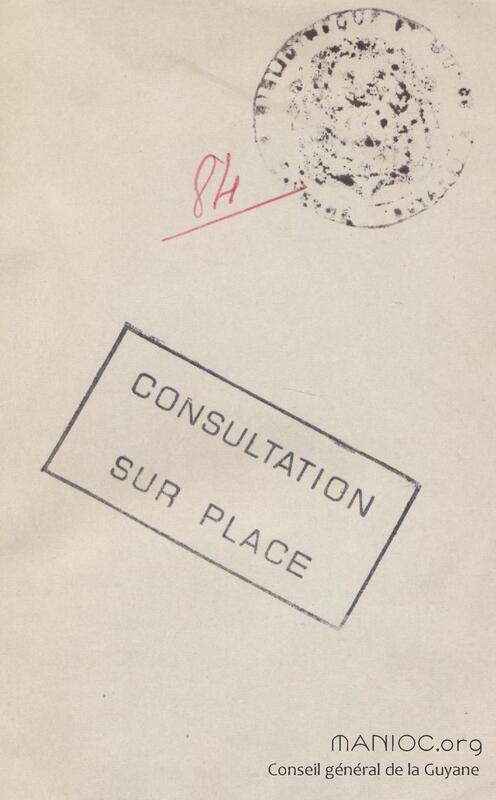 84
CONSULTATION
SUR PLACE
MANIOC.org
Conseil général de la Guyane